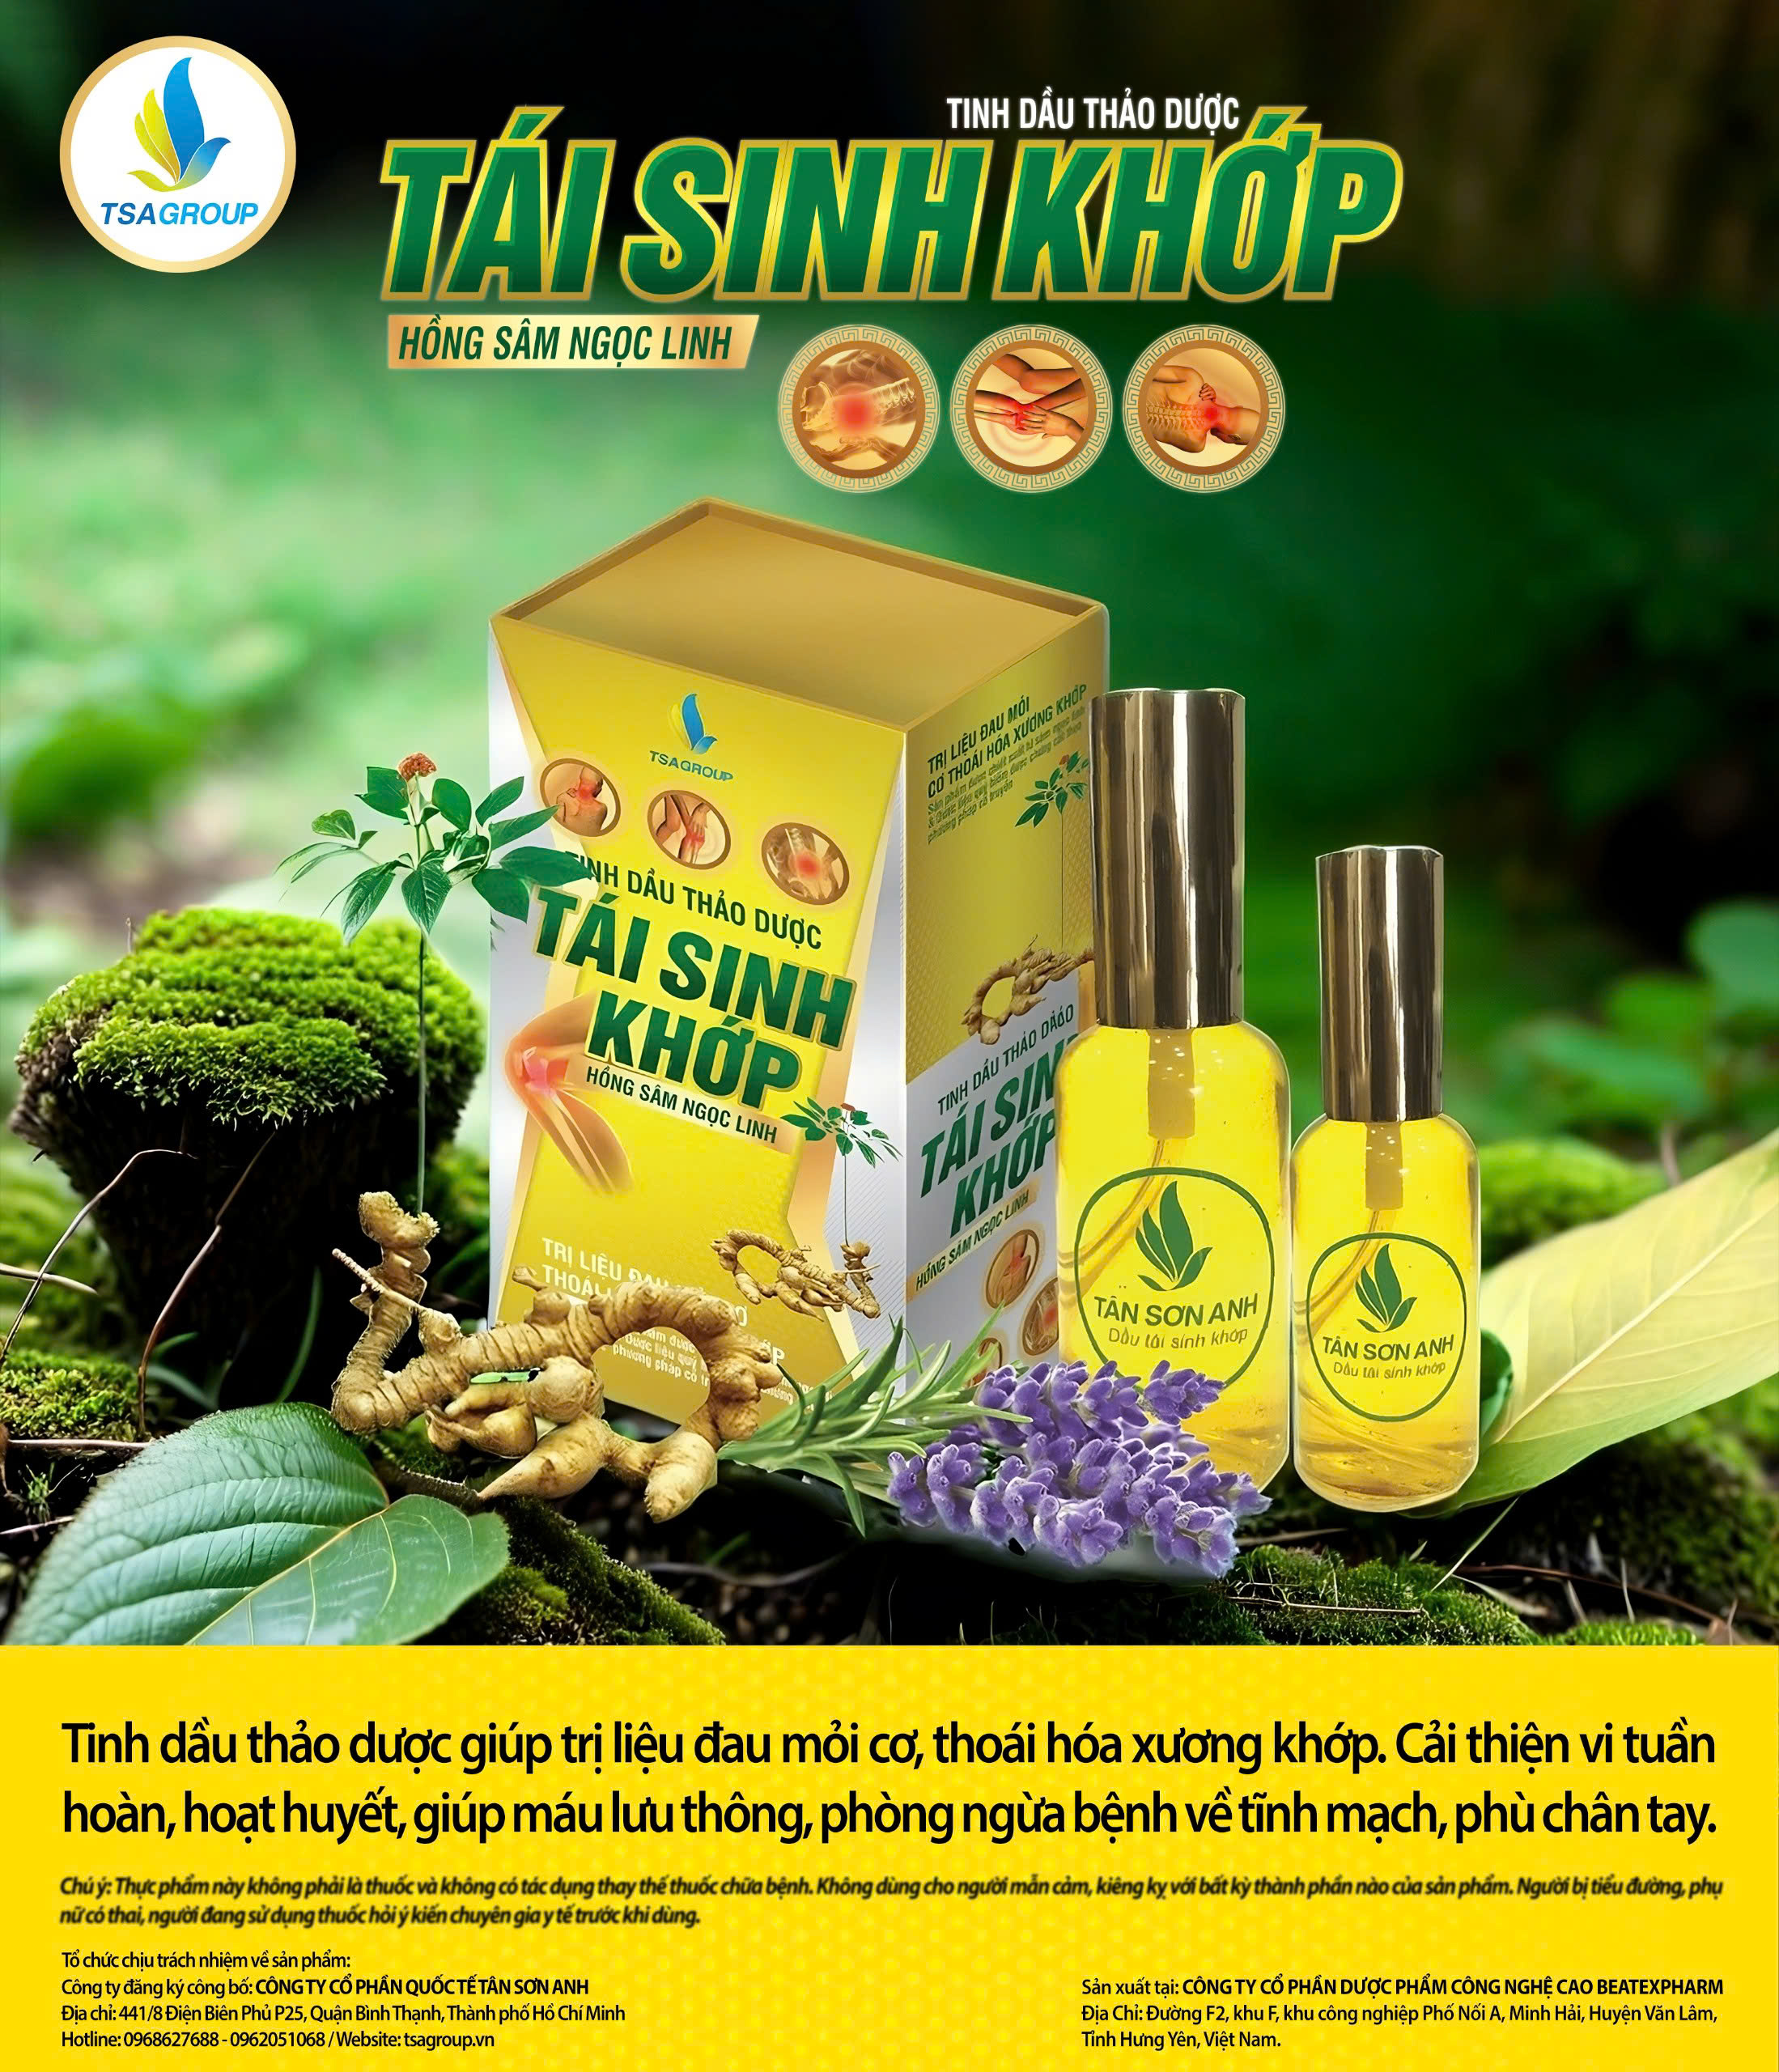 TSAGROUP
TINH DẦU THẢO DƯỢC
TÁI SINH KHỚP
HỒNG SÂM NGỌC LINH
TSAGROUP
TINH DẦU THẢO DƯỢC
TÁI SINH
KHỚP
HỒNG SÂM NGỌC LINH
TRỊ LIỆU
phương pháp cổ
TRỊ LIỆU ĐAU MỎI
CƠ THOÁI HÓA XƯƠNG KHỚP
TINH DẦU THẢO
TÁI SIN
KHỚP
HỒNG SÂM NGỌC LINH
TÂN SƠN ANH
Dầu tái sinh khớp
TÂN SƠN ANH
Dầu tái sinh khớp
Tinh dầu thảo dược giúp trị liệu đau mỏi cơ, thoái hóa xương khớp. Cải thiện vi tuần
hoàn, hoạt huyết, giúp máu lưu thông, phòng ngừa bệnh về tĩnh mạch, phù chân tay.
Chú ý: Thực phẩm này không phải là thuốc và không có tác dụng thay thế thuốc chữa bệnh. Không dùng cho người mẫn cảm, kiêng kỵ với bất kỳ thành phần nào của sản phẩm. Người bị tiểu đường, phụ
nữ có thai, người đang sử dụng thuốc hỏi ý kiến chuyên gia y tế trước khi dùng.
Tổ chức chịu trách nhiệm về sản phẩm:
Công ty đăng ký công bố: CÔNG TY CỔ PHẦN QUỐC TẾ TÂN SƠN ANH
Địa chỉ: 441/8 Điện Biên Phủ P25, Quận Bình Thạnh, Thành phố Hồ Chí Minh
Hotline: 0968627688 - 0962051068 / Website: tsagroup.vn
Sản xuất tại: CÔNG TY CỔ PHẦN DƯỢC PHẨM CÔNG NGHỆ CAO BEATEXPHARM
Địa Chỉ: Đường F2, khu F, khu công nghiệp Phố Nối A, Minh Hải, Huyện Văn Lâm,
Tỉnh Hưng Yên, Việt Nam.